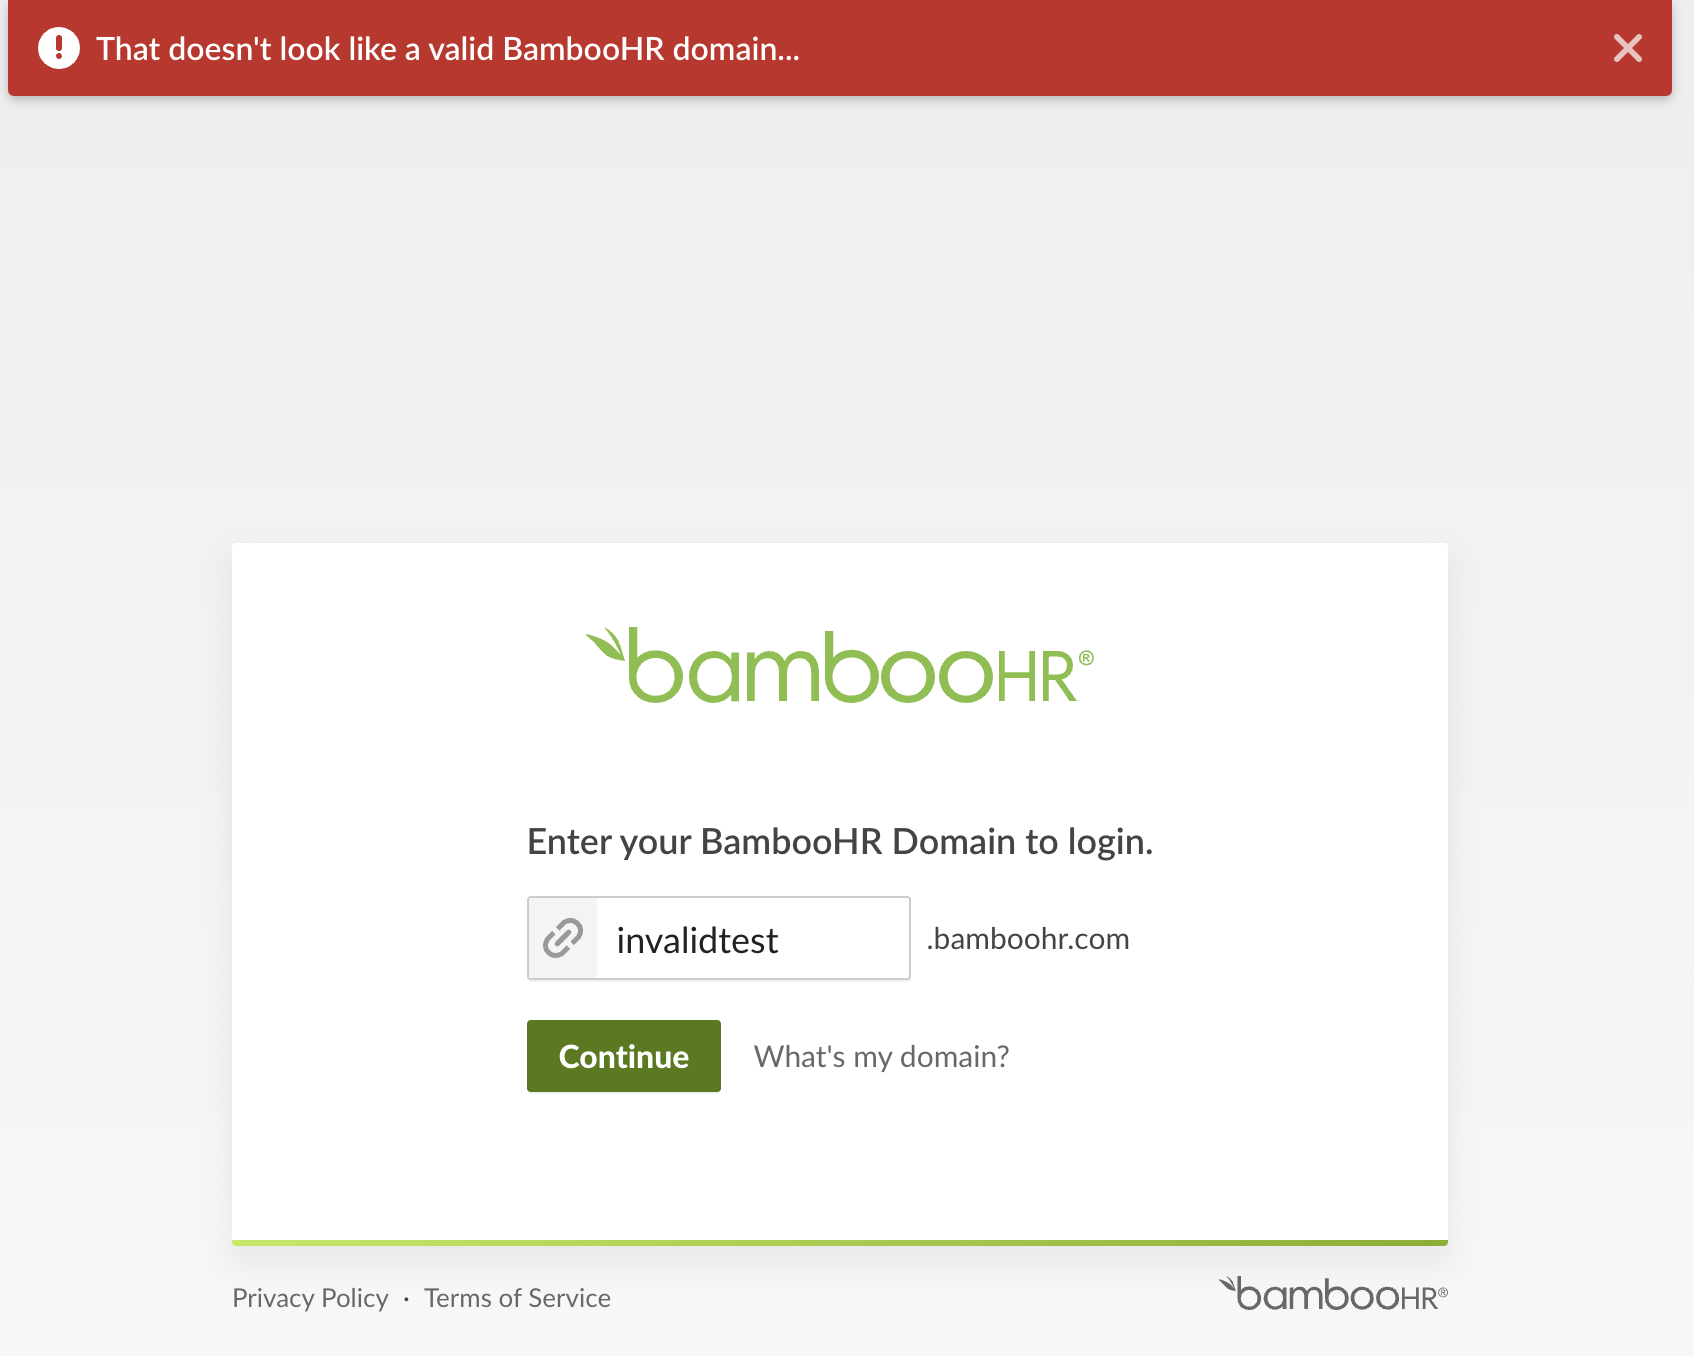 That doesn't look like a valid BambooHR domain...
bambooHR®
Enter your BambooHR Domain to login.
invalidtest .bamboohr.com
Continue What's my domain?
Privacy Policy · Terms of Service bambooHR®